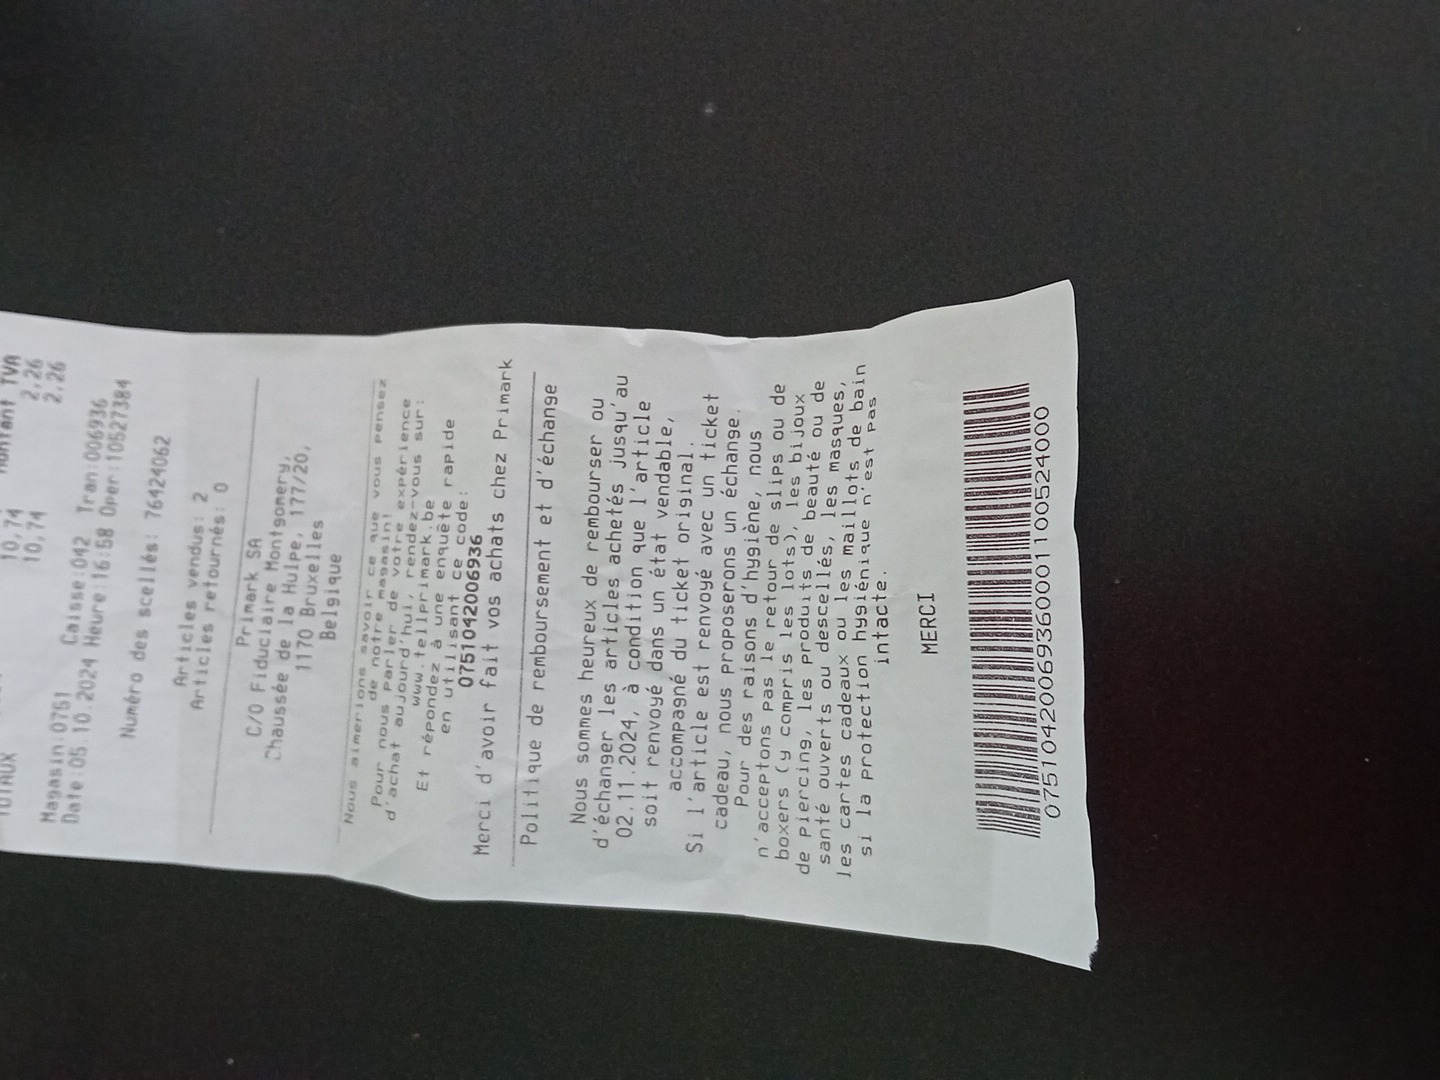 Montant TVA
10,74 2,26
TOTAUX 10,74 2,26
Magasin:0751 Caisse:042 Tran:006936
Date:05.10.2024 Heure:16:58 Oper:10527384
Numéro des scellés: 76424062
Articles vendus: 2
Articles retournés: 0
Primark SA
C/O Fiduciaire Montgomery,
Chaussée de la Hulpe, 177/20,
1170 Bruxelles
Belgique
Nous aimerions savoir ce que vous pensez
de notre magasin!
Pour nous parler de votre expérience
d'achat aujourd'hui, rendez-vous sur:
www.tellprimark.be
Et répondez à une enquête rapide
en utilisant ce code:
0751042006936
Merci d'avoir fait vos achats chez Primark
Politique de remboursement et d'échange
Nous sommes heureux de rembourser ou
d'échanger les articles achetés jusqu'au
02.11.2024, à condition que l'article
soit renvoyé dans un état vendable,
accompagné du ticket original.
Si l'article est renvoyé avec un ticket
cadeau, nous proposerons un échange.
Pour des raisons d'hygiène, nous
n'acceptons pas le retour de slips ou de
boxers (y compris les lots), les bijoux
de piercing, les produits de beauté ou de
santé ouverts ou descellés, les masques,
les cartes cadeaux ou les maillots de bain
si la protection hygiénique n'est pas
intacte.
MERCI
07510420069360001100524000